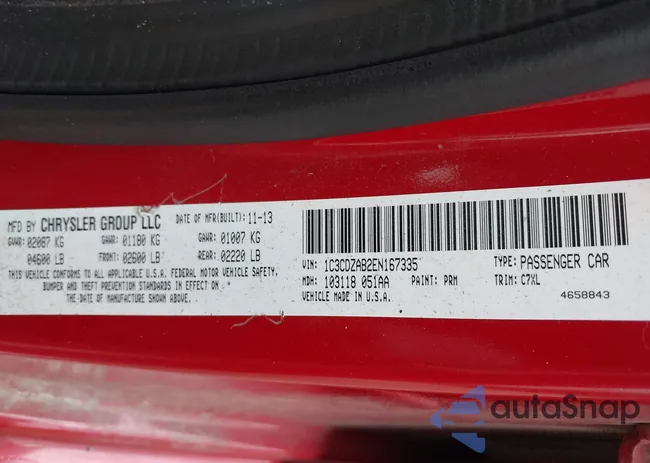 MFD BY CHRYSLER GROUP LLC DATE OF MFR(BUILT): 11-13
GVWR: 02087 KG GAWR: 01180 KG GAWR: 01007 KG
04600 LB FRONT: 02600 LB REAR: 02220 LB
THIS VEHICLE CONFORMS TO ALL APPLICABLE U.S.A. FEDERAL MOTOR VEHICLE SAFETY,
BUMPER AND THEFT PREVENTION STANDARDS IN EFFECT ON
THE DATE OF MANUFACTURE SHOWN ABOVE.
VIN: 1C3CDZAB2EN167335 TYPE: PASSENGER CAR
MDH: 103118 051AA PAINT: PRM TRIM: C7XL
VEHICLE MADE IN U.S.A. 4658843
autoSnap